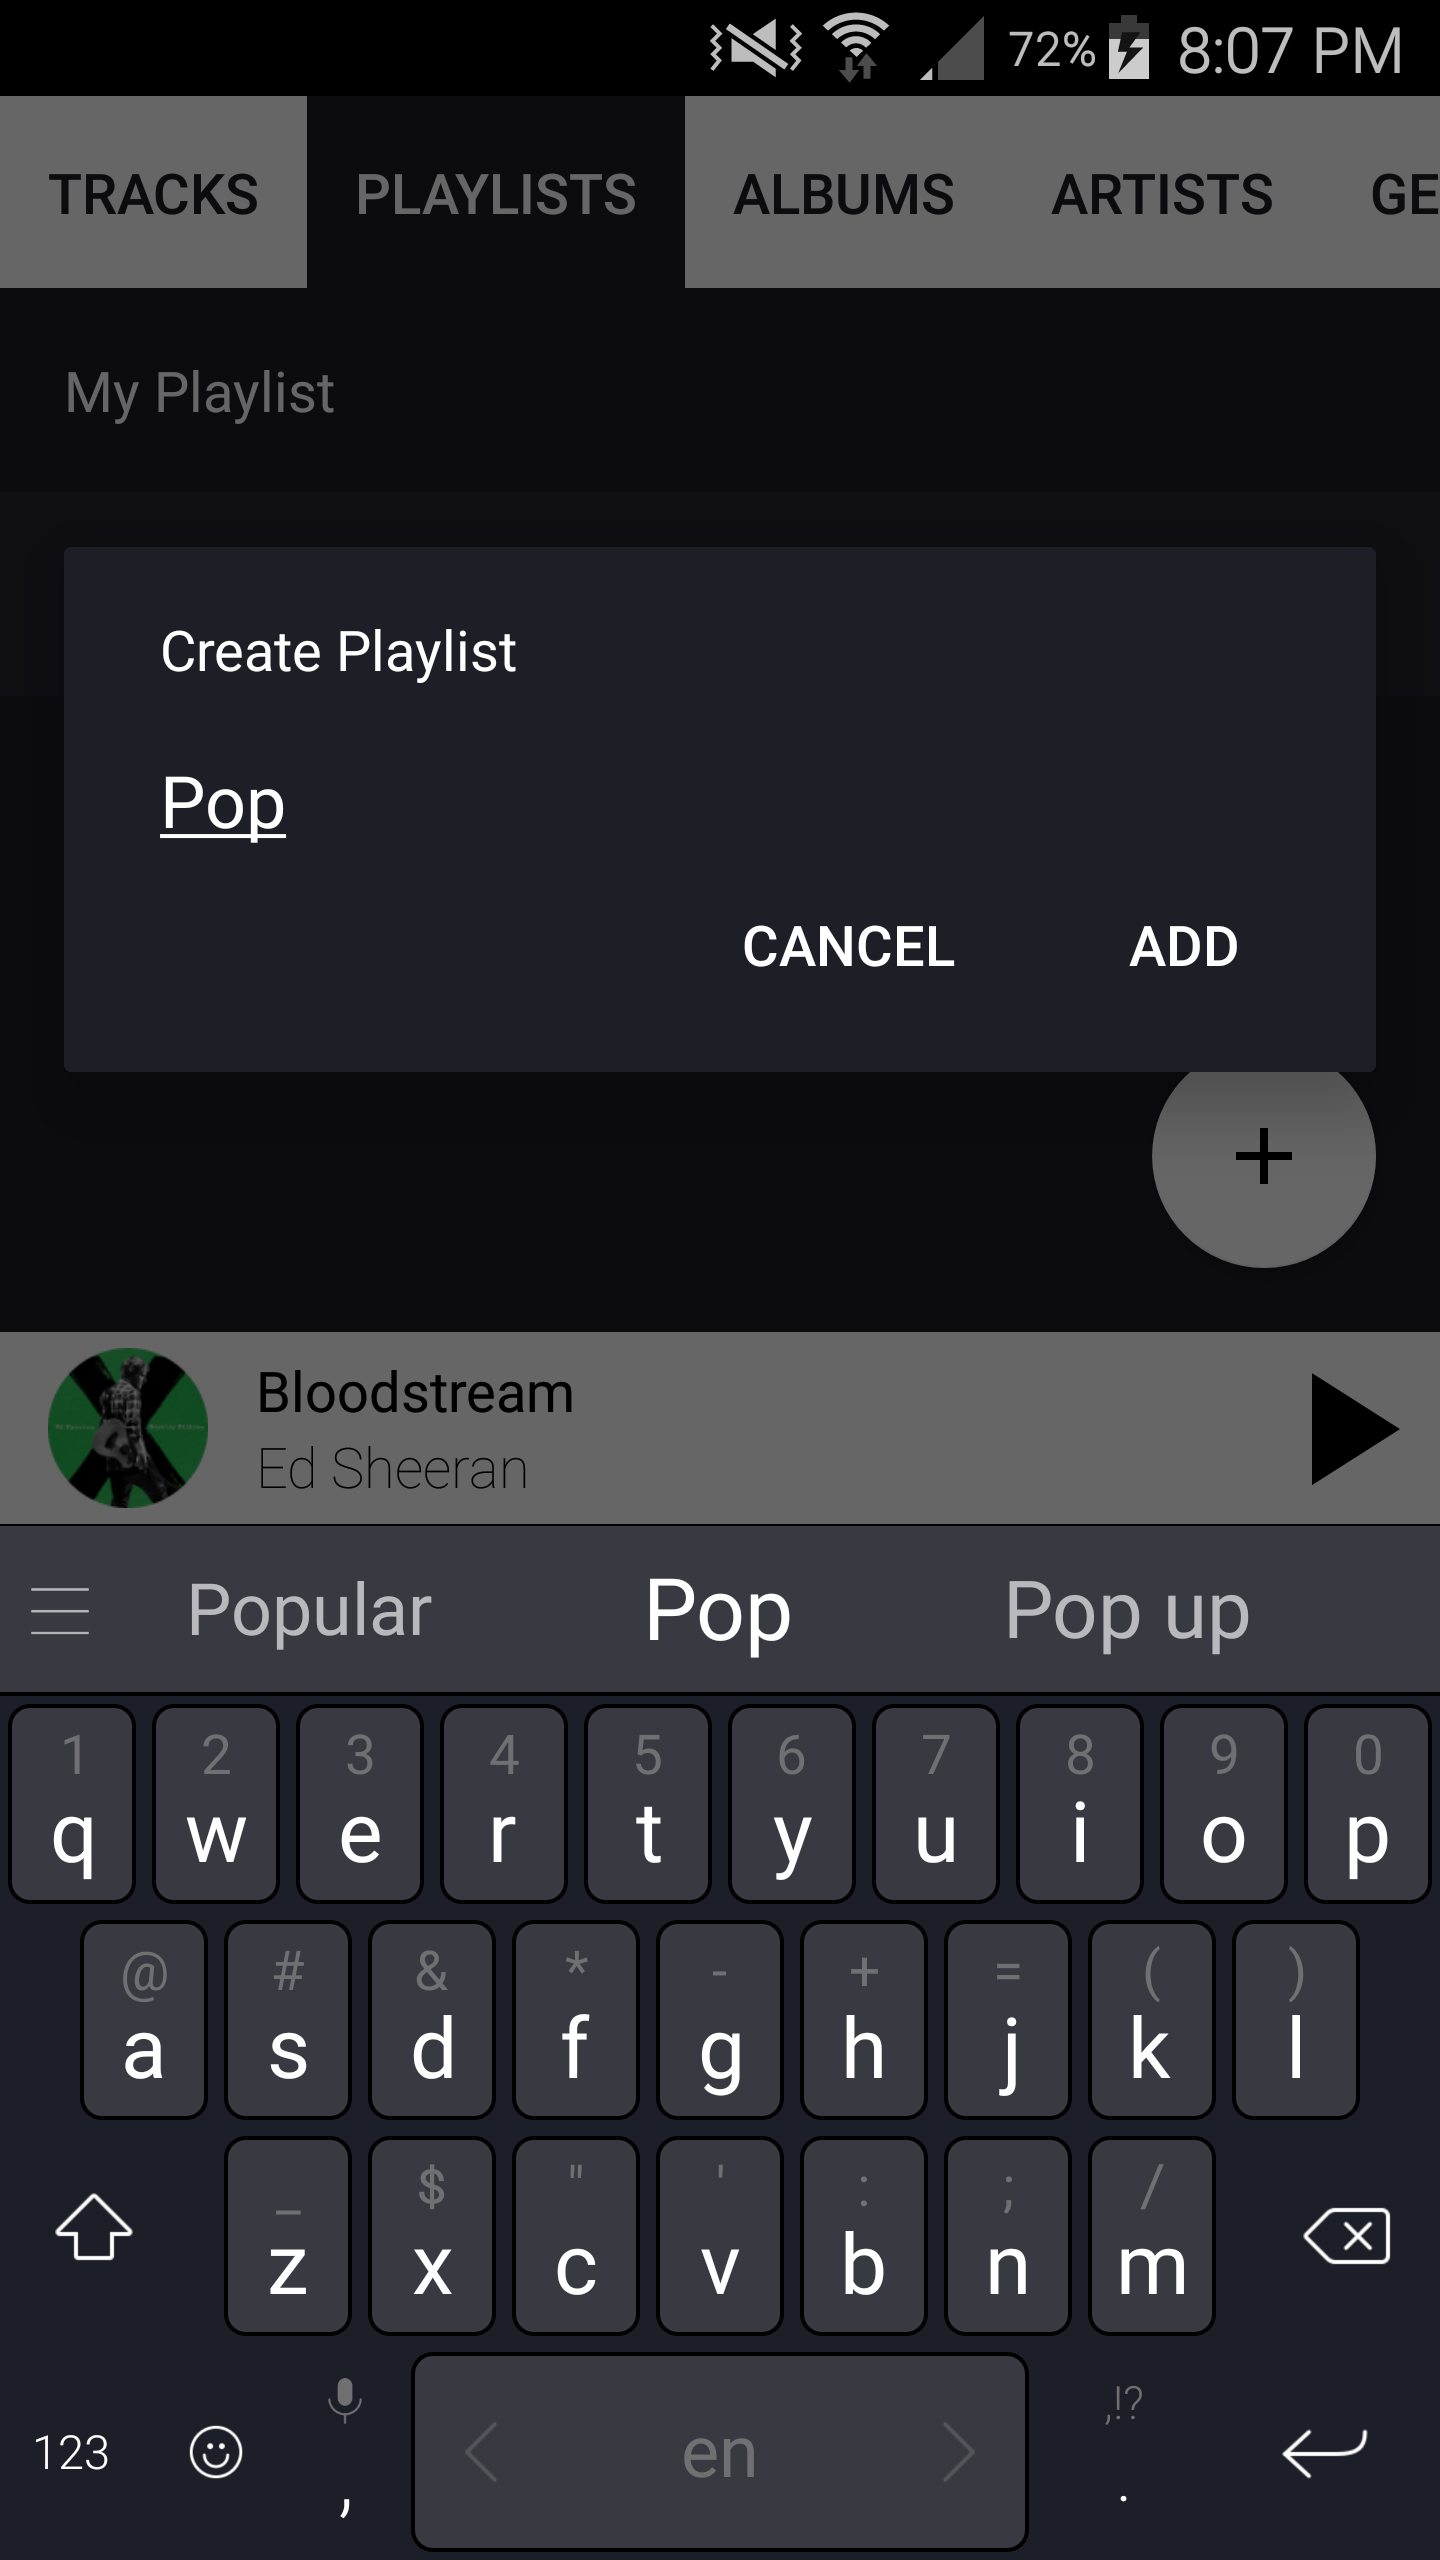 72% 8:07 PM
TRACKS PLAYLISTS ALBUMS ARTISTS GE
My Playlist
Create Playlist
Pop
CANCEL ADD
Bloodstream
Ed Sheeran
Popular Pop Pop up
1 2 3 4 5 6 7 8 9 0
q w e r t y u i o p
@ # & * - + = ( )
a s d f g h j k l
_ $ " ' : ; /
z x c v b n m
,!?
123 , en .